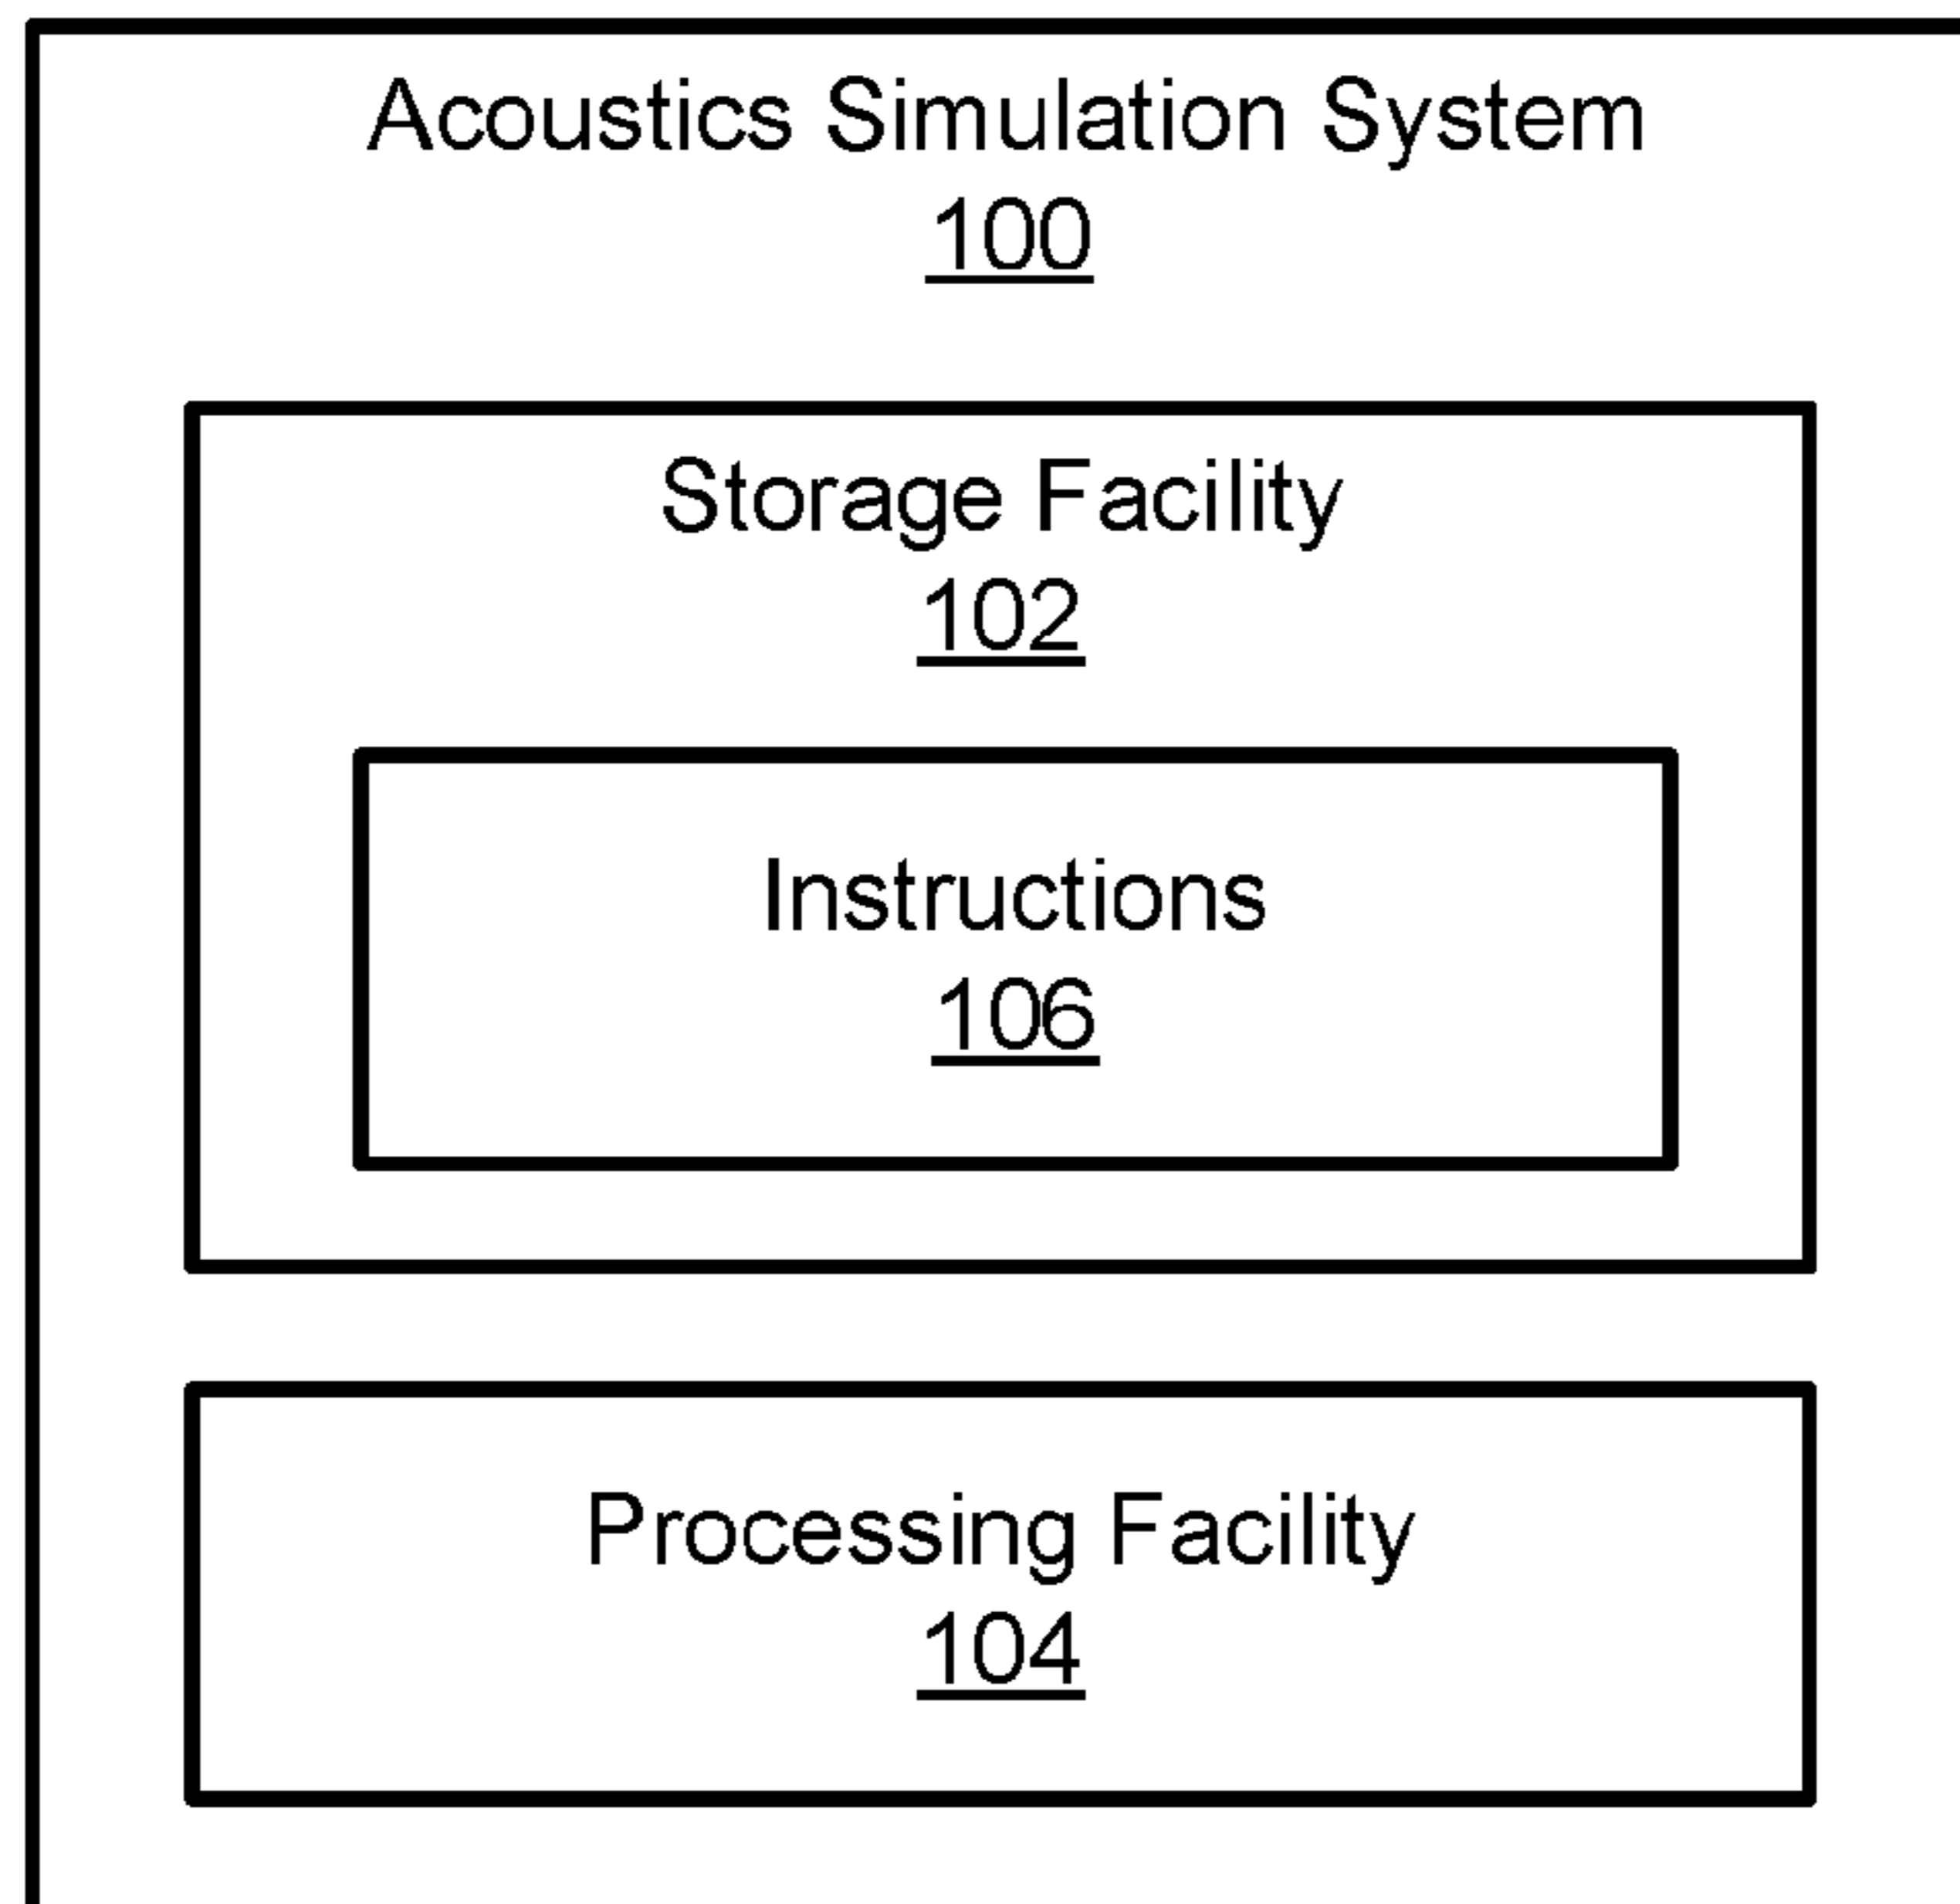 Acoustics Simulation System
100
Storage Facility
102
Instructions
106
Processing Facility
104